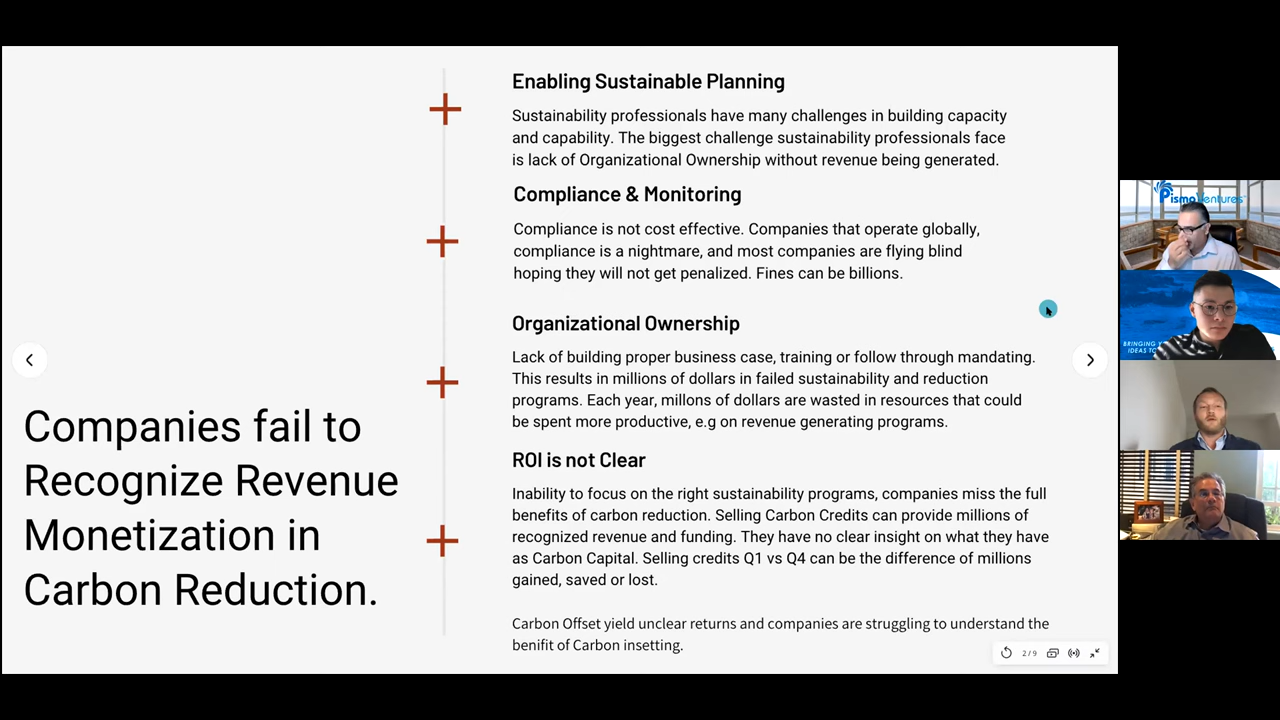 Companies fail to
Recognize Revenue
Monetization in
Carbon Reduction.
Enabling Sustainable Planning
Sustainability professionals have many challenges in building capacity
and capability. The biggest challenge sustainability professionals face
is lack of Organizational Ownership without revenue being generated.
Compliance & Monitoring
Compliance is not cost effective. Companies that operate globally,
compliance is a nightmare, and most companies are flying blind
hoping they will not get penalized. Fines can be billions.
Organizational Ownership
Lack of building proper business case, training or follow through mandating.
This results in millions of dollars in failed sustainability and reduction
programs. Each year, millons of dollars are wasted in resources that could
be spent more productive, e.g on revenue generating programs.
ROI is not Clear
Inability to focus on the right sustainability programs, companies miss the full
benefits of carbon reduction. Selling Carbon Credits can provide millions of
recognized revenue and funding. They have no clear insight on what they have
as Carbon Capital. Selling credits Q1 vs Q4 can be the difference of millions
gained, saved or lost.
Carbon Offset yield unclear returns and companies are struggling to understand the
benifit of Carbon insetting.
2 / 9
Pismo Ventures
BRINGING
IDEAS TO